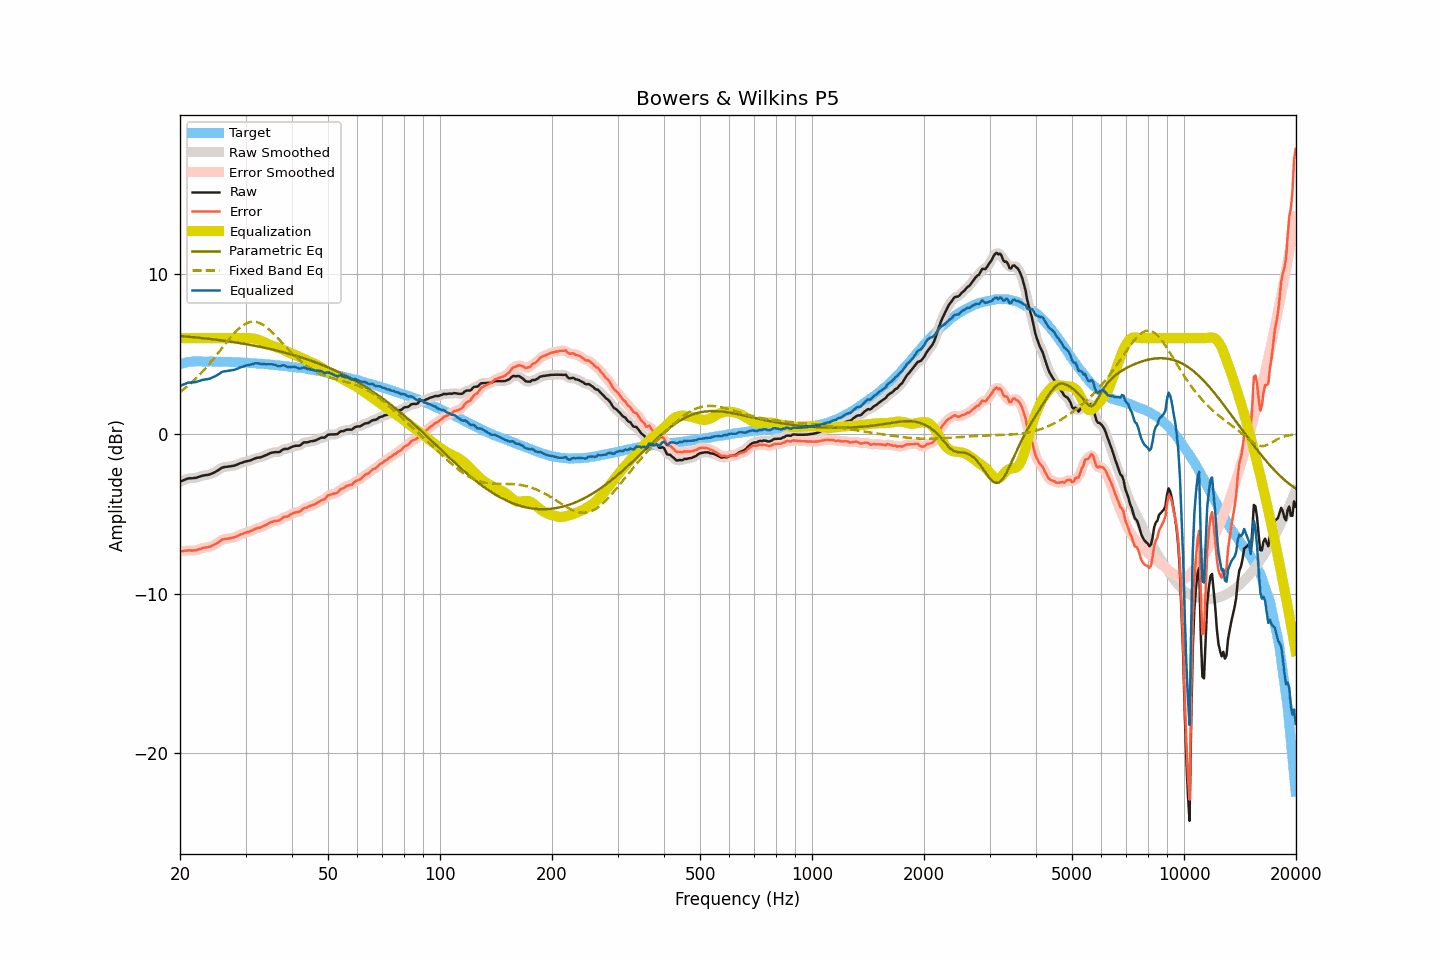 Bowers & Wilkins P5
Target
Raw Smoothed
Error Smoothed
Raw
Error
Equalization
Parametric Eq
Fixed Band Eq
Equalized
10
0
−10
−20
Amplitude (dBr)
20
50
100
200
500
1000
2000
5000
10000
20000
Frequency (Hz)